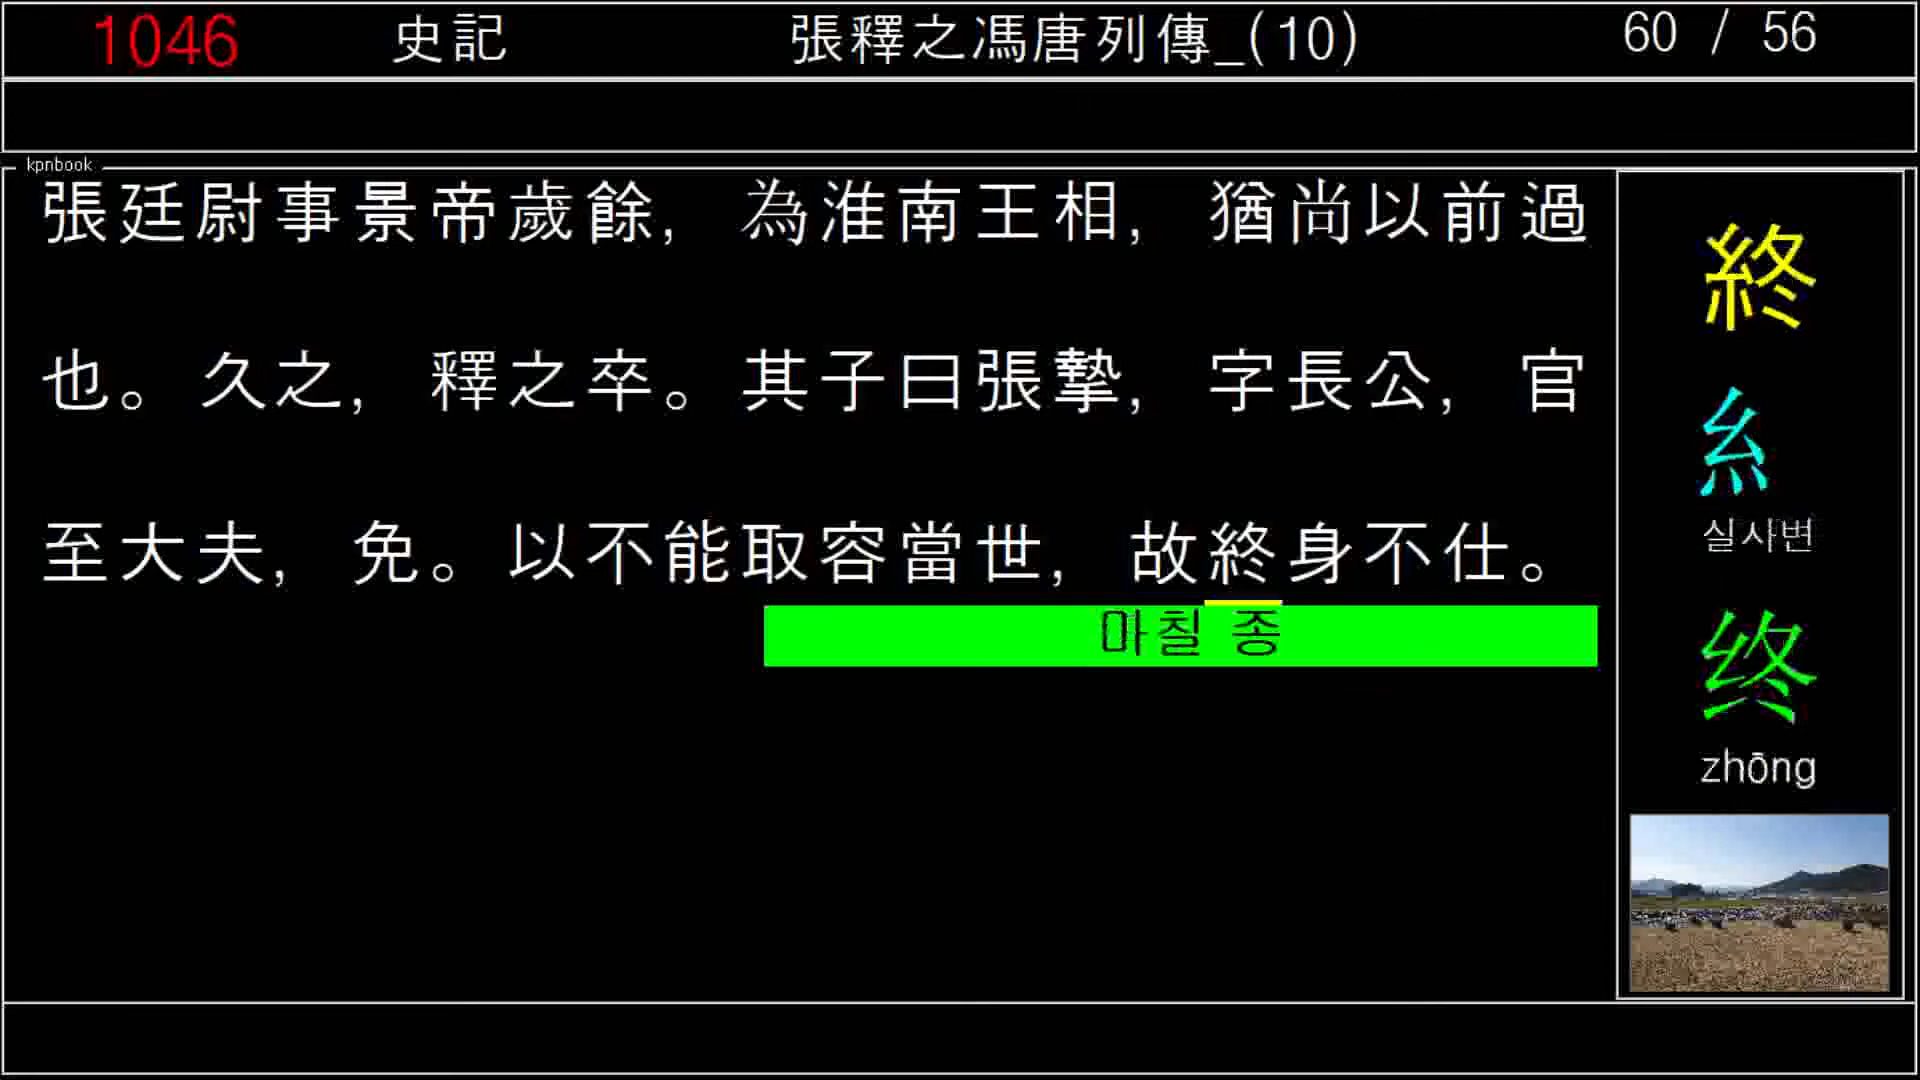 1046 史記 張釋之馮唐列傳_(10) 60 / 56
kpnbook
張廷尉事景帝歲餘, 為淮南王相, 猶尚以前過
也。久之, 釋之卒。其子曰張摯, 字長公, 官
至大夫, 免。以不能取容當世, 故終身不仕。
마칠 종
終
糹
실사변
终
zhōng